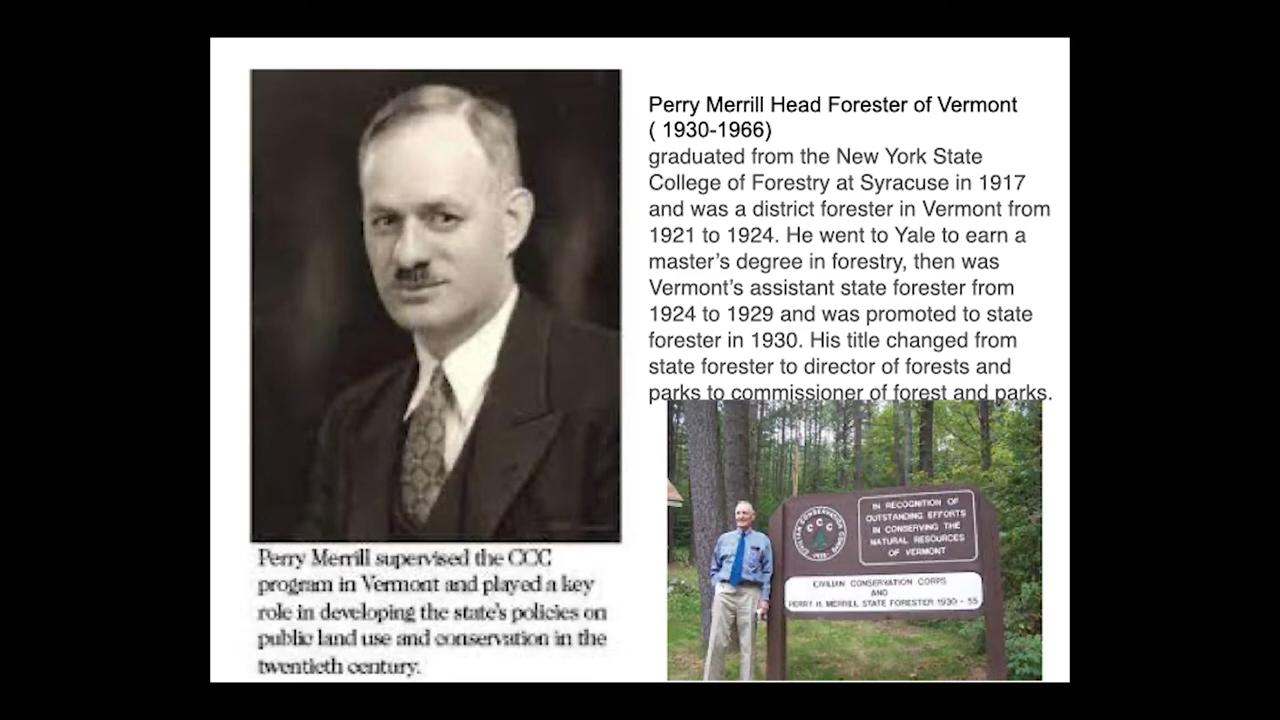 Perry Merrill Head Forester of Vermont
( 1930-1966)
graduated from the New York State
College of Forestry at Syracuse in 1917
and was a district forester in Vermont from
1921 to 1924. He went to Yale to earn a
master's degree in forestry, then was
Vermont's assistant state forester from
1924 to 1929 and was promoted to state
forester in 1930. His title changed from
state forester to director of forests and
parks to commissioner of forest and parks.
Perry Merrill supervised the CCC
program in Vermont and played a key
role in developing the state's policies on
public land use and conservation in the
twentieth century.
CIVILIAN CONSERVATION CORPS
CCC
IN RECOGNITION OF
OUTSTANDING EFFORTS
IN CONSERVING THE
NATURAL RESOURCES
OF VERMONT
CIVILIAN CONSERVATION CORPS
AND
PERRY H. MERRILL STATE FORESTER 1930 - 55